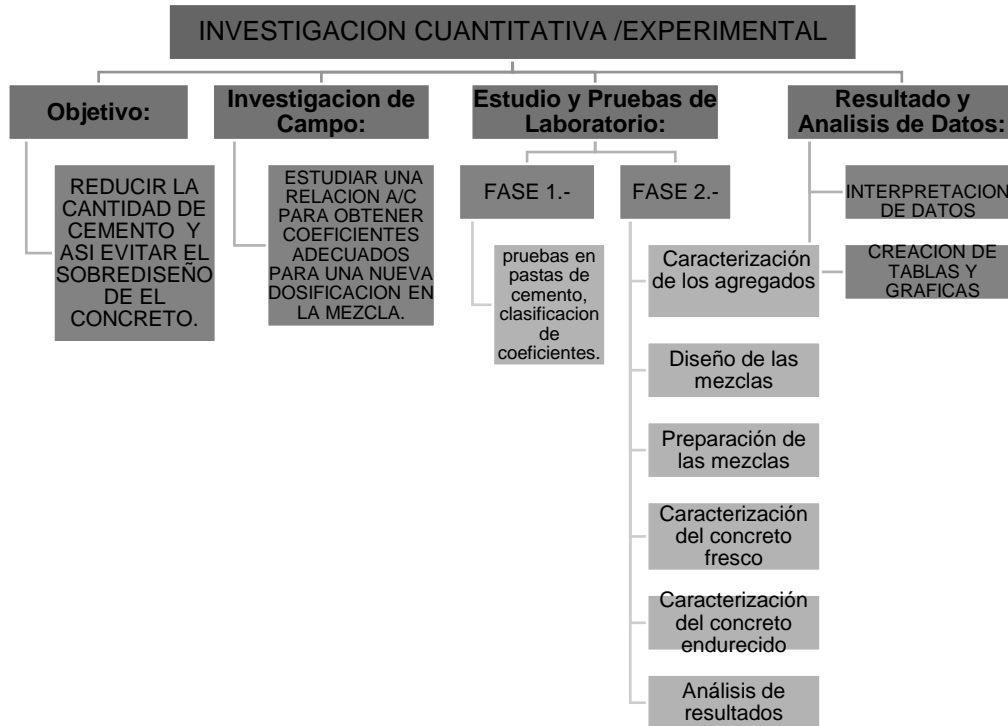 INVESTIGACION CUANTITATIVA /EXPERIMENTAL
Objetivo:
REDUCIR LA
CANTIDAD DE
CEMENTO Y
ASI EVITAR EL
SOBREDISEÑO
DE EL
CONCRETO.
Investigacion de
Campo:
ESTUDIAR UNA
RELACION A/C
PARA OBTENER
COEFICIENTES
ADECUADOS
PARA UNA NUEVA
DOSIFICACION EN
LA MEZCLA.
Estudio y Pruebas de
Laboratorio:
FASE 1.-
pruebas en
pastas de
cemento,
clasificacion
de
coeficientes.
FASE 2.-
Caracterización
de los agregados
Diseño de las
mezclas
Preparación de
las mezclas
Caracterización
del concreto
fresco
Caracterización
del concreto
endurecido
Análisis de
resultados
Resultado y
Analisis de Datos:
INTERPRETACION
DE DATOS
CREACION DE
TABLAS Y
GRAFICAS